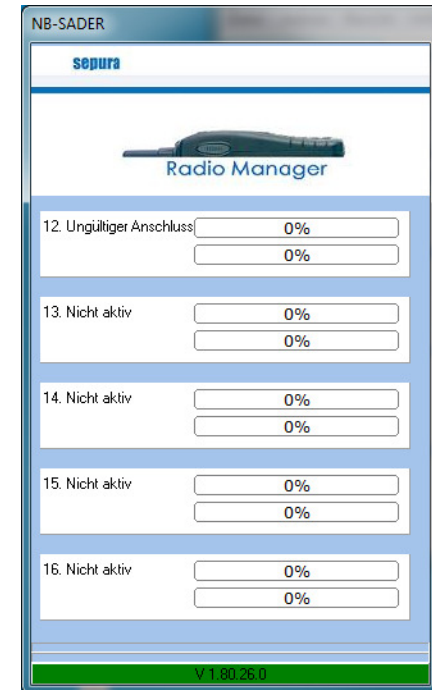 NB-SADER
sepura
Radio Manager
12. Ungültiger Anschluss
0%
0%
13. Nicht aktiv
0%
0%
14. Nicht aktiv
0%
0%
15. Nicht aktiv
0%
0%
16. Nicht aktiv
0%
0%
V 1.80.26.0